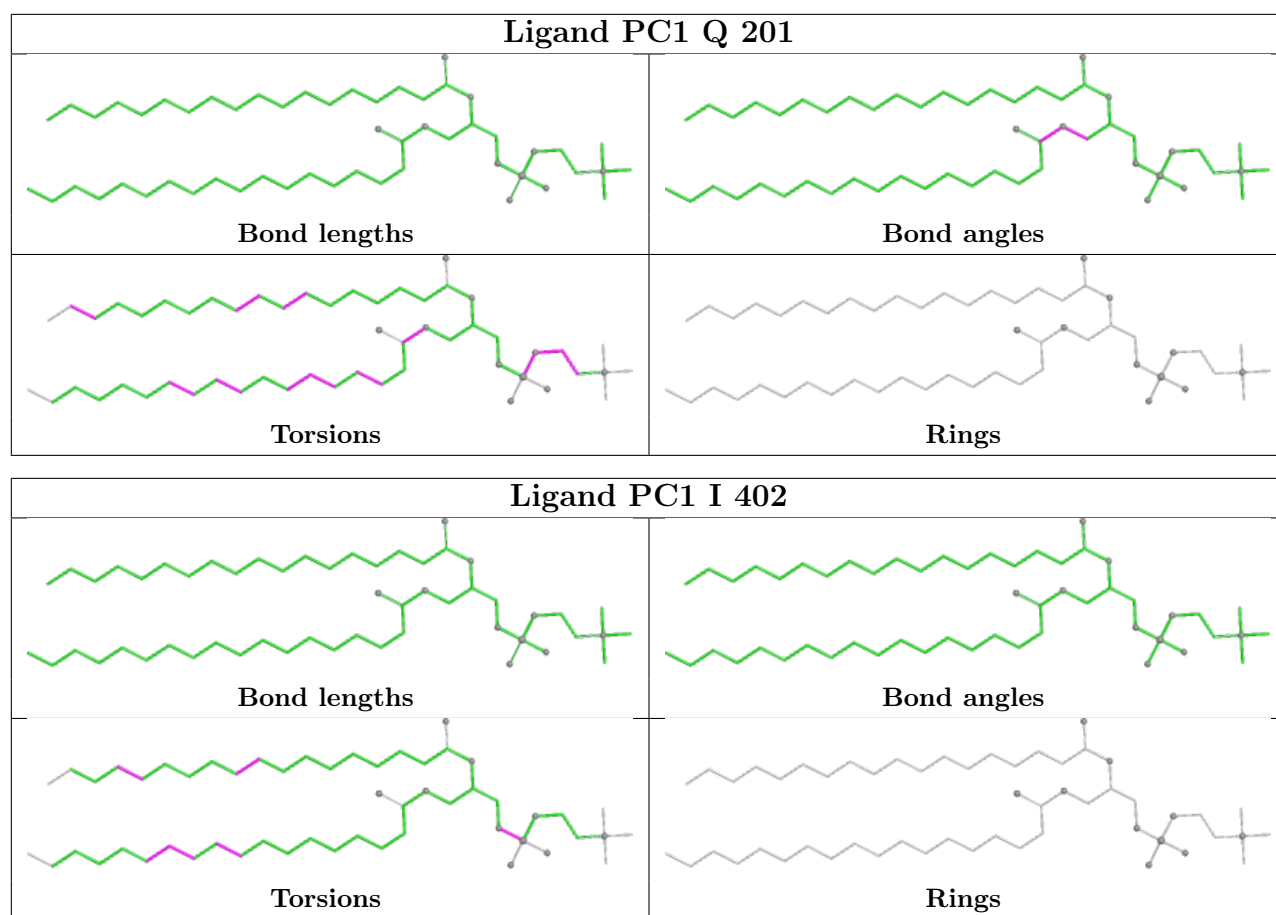 Ligand PC1 Q 201
Bond lengths
Bond angles
Torsions
Rings
Ligand PC1 I 402
Bond lengths
Bond angles
Torsions
Rings